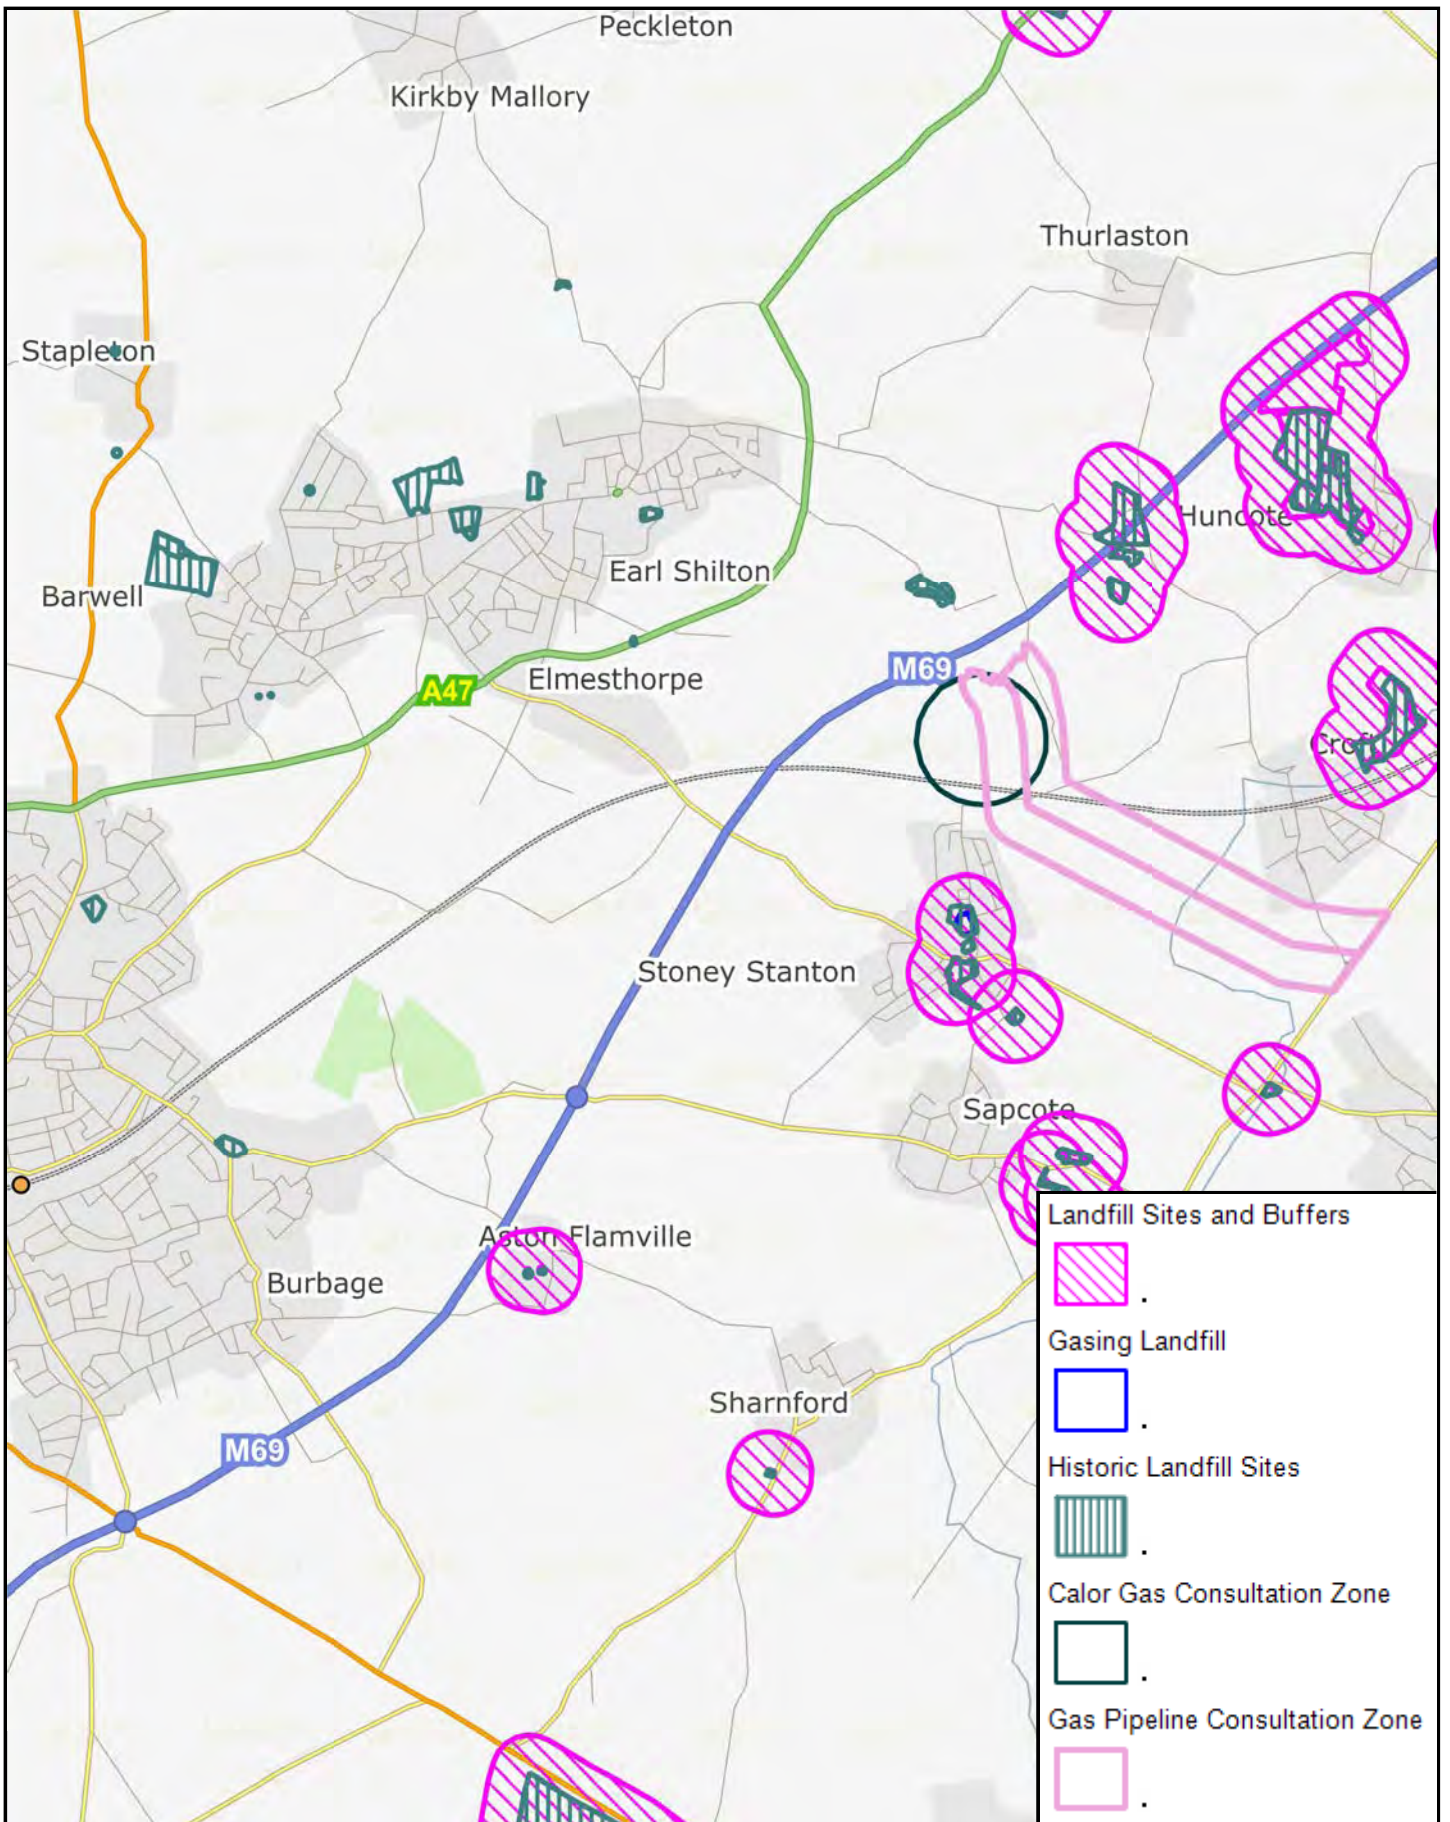 Peckleton
Kirkby Mallory
Thurlaston
Stapleton
Huncote
Earl Shilton
Barwell
M69
Elmesthorpe
A47
Croft
Stoney Stanton
Sapcote
Landfill Sites and Buffers
.
Aston Flamville
Burbage
Gasing Landfill
.
Sharnford
M69
Historic Landfill Sites
.
Calor Gas Consultation Zone
.
Gas Pipeline Consultation Zone
.